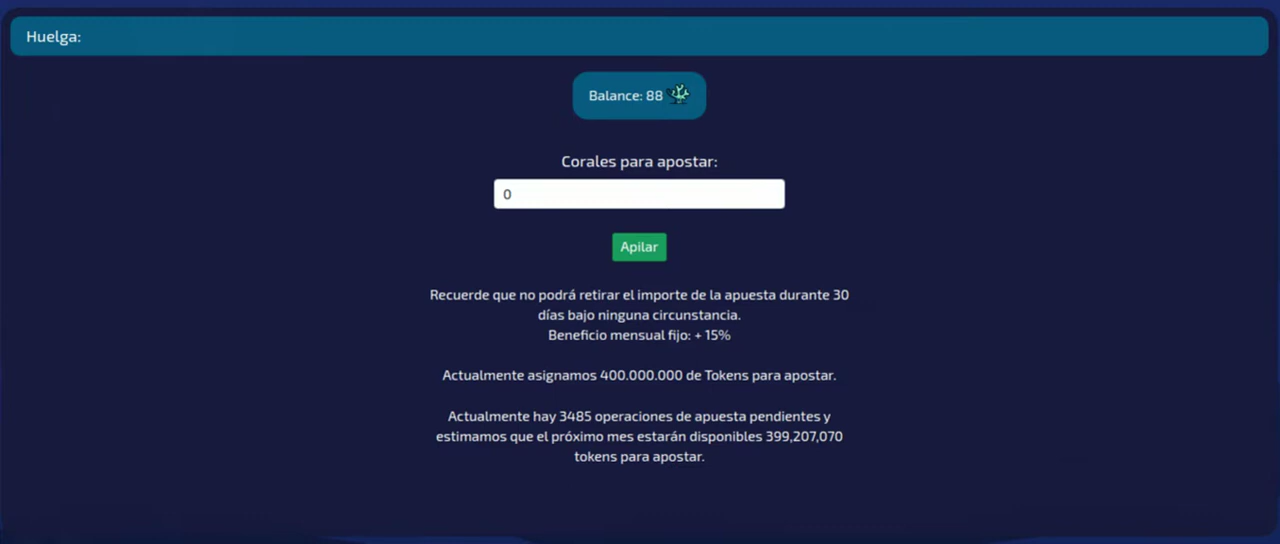 Huelga:
Balance: 88
Corales para apostar:
0
Apilar
Recuerde que no podrá retirar el importe de la apuesta durante 30
días bajo ninguna circunstancia.
Beneficio mensual fijo: + 15%
Actualmente asignamos 400.000.000 de Tokens para apostar.
Actualmente hay 3485 operaciones de apuesta pendientes y
estimamos que el próximo mes estarán disponibles 399,207,070
tokens para apostar.